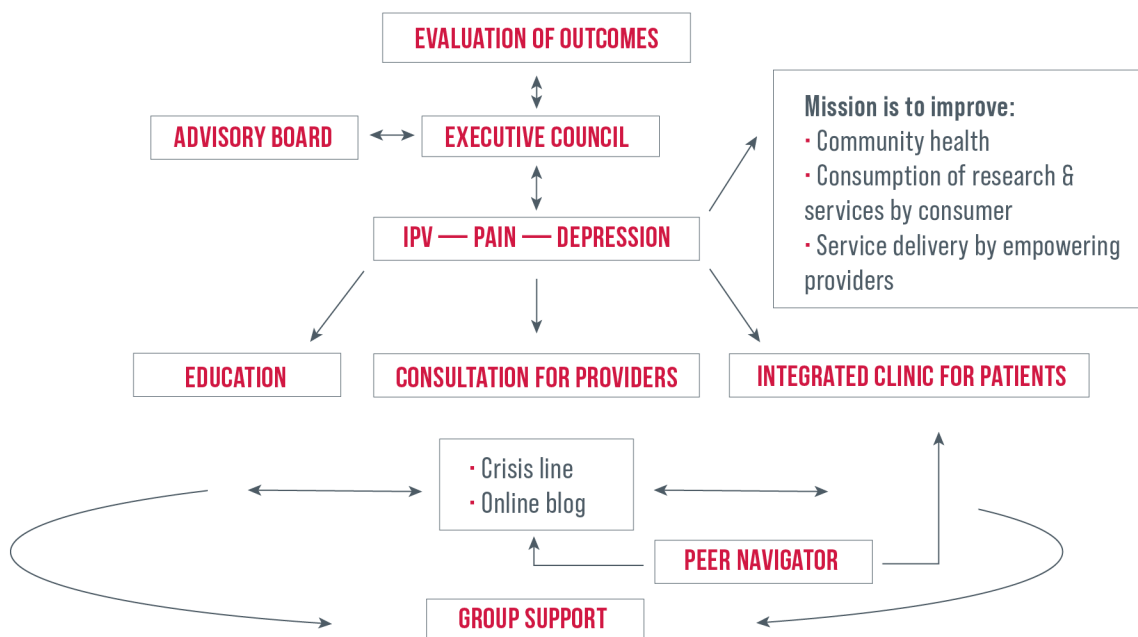 EVALUATION OF OUTCOMES
ADVISORY BOARD
EXECUTIVE COUNCIL
Mission is to improve:
· Community health
· Consumption of research &
services by consumer
· Service delivery by empowering
providers
IPV — PAIN — DEPRESSION
EDUCATION
CONSULTATION FOR PROVIDERS
INTEGRATED CLINIC FOR PATIENTS
· Crisis line
· Online blog
PEER NAVIGATOR
GROUP SUPPORT